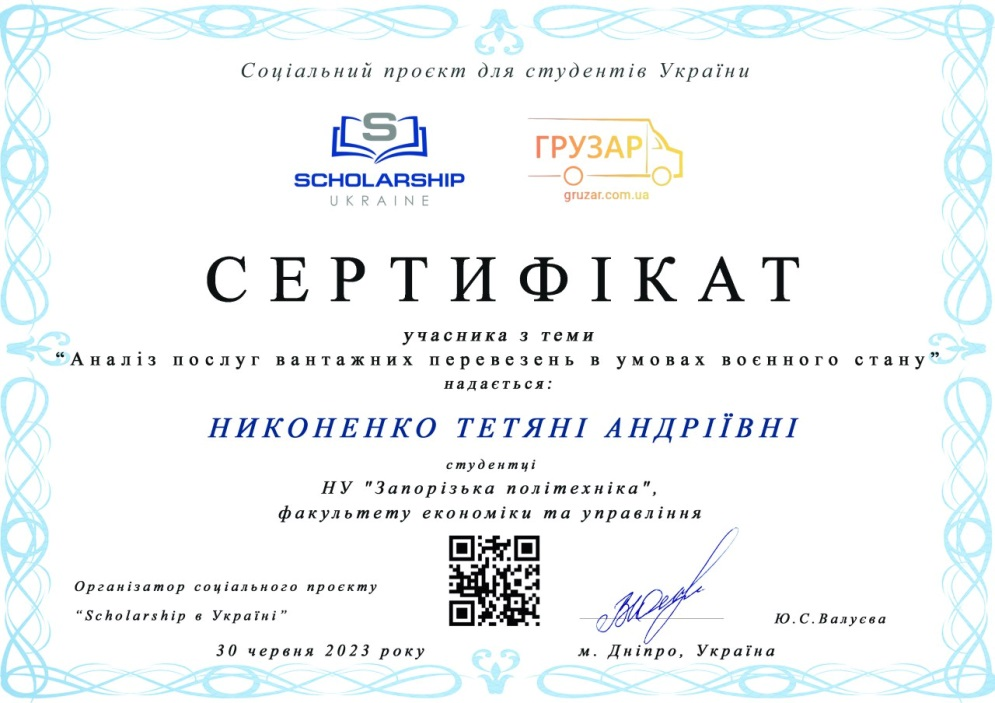 Соціальний проєкт для студентів України
S
SCHOLARSHIP
UKRAINE
ГРУЗАР
gruzar.com.ua
СЕРТИФІКАТ
учасника з теми
“Аналіз послуг вантажних перевезень в умовах воєнного стану”
надається:
НИКОНЕНКО ТЕТЯНІ АНДРІЇВНІ
студентці
НУ "Запорізька політехніка",
факультету економіки та управління
Організатор соціального проєкту
“Scholarship в Україні”
Ю.С.Валуєва
30 червня 2023 року
м. Дніпро, Україна